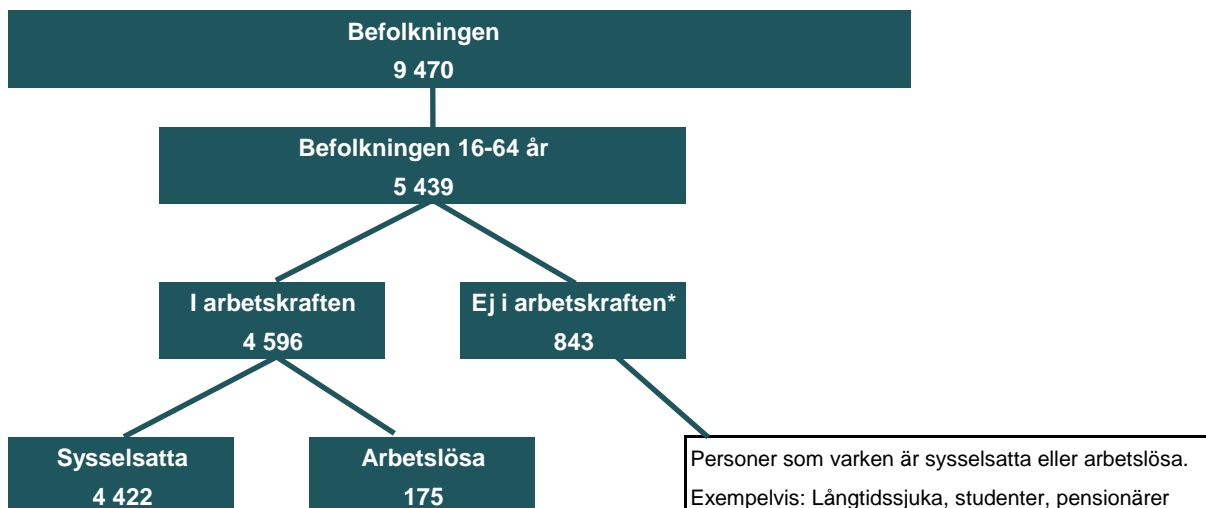 Befolkningen
9 470
Befolkningen 16-64 år
5 439
I arbetskraften
4 596
Ej i arbetskraften*
843
Sysselsatta
4 422
Arbetslösa
175
Personer som varken är sysselsatta eller arbetslösa.
Exempelvis: Långtidssjuka, studenter, pensionärer